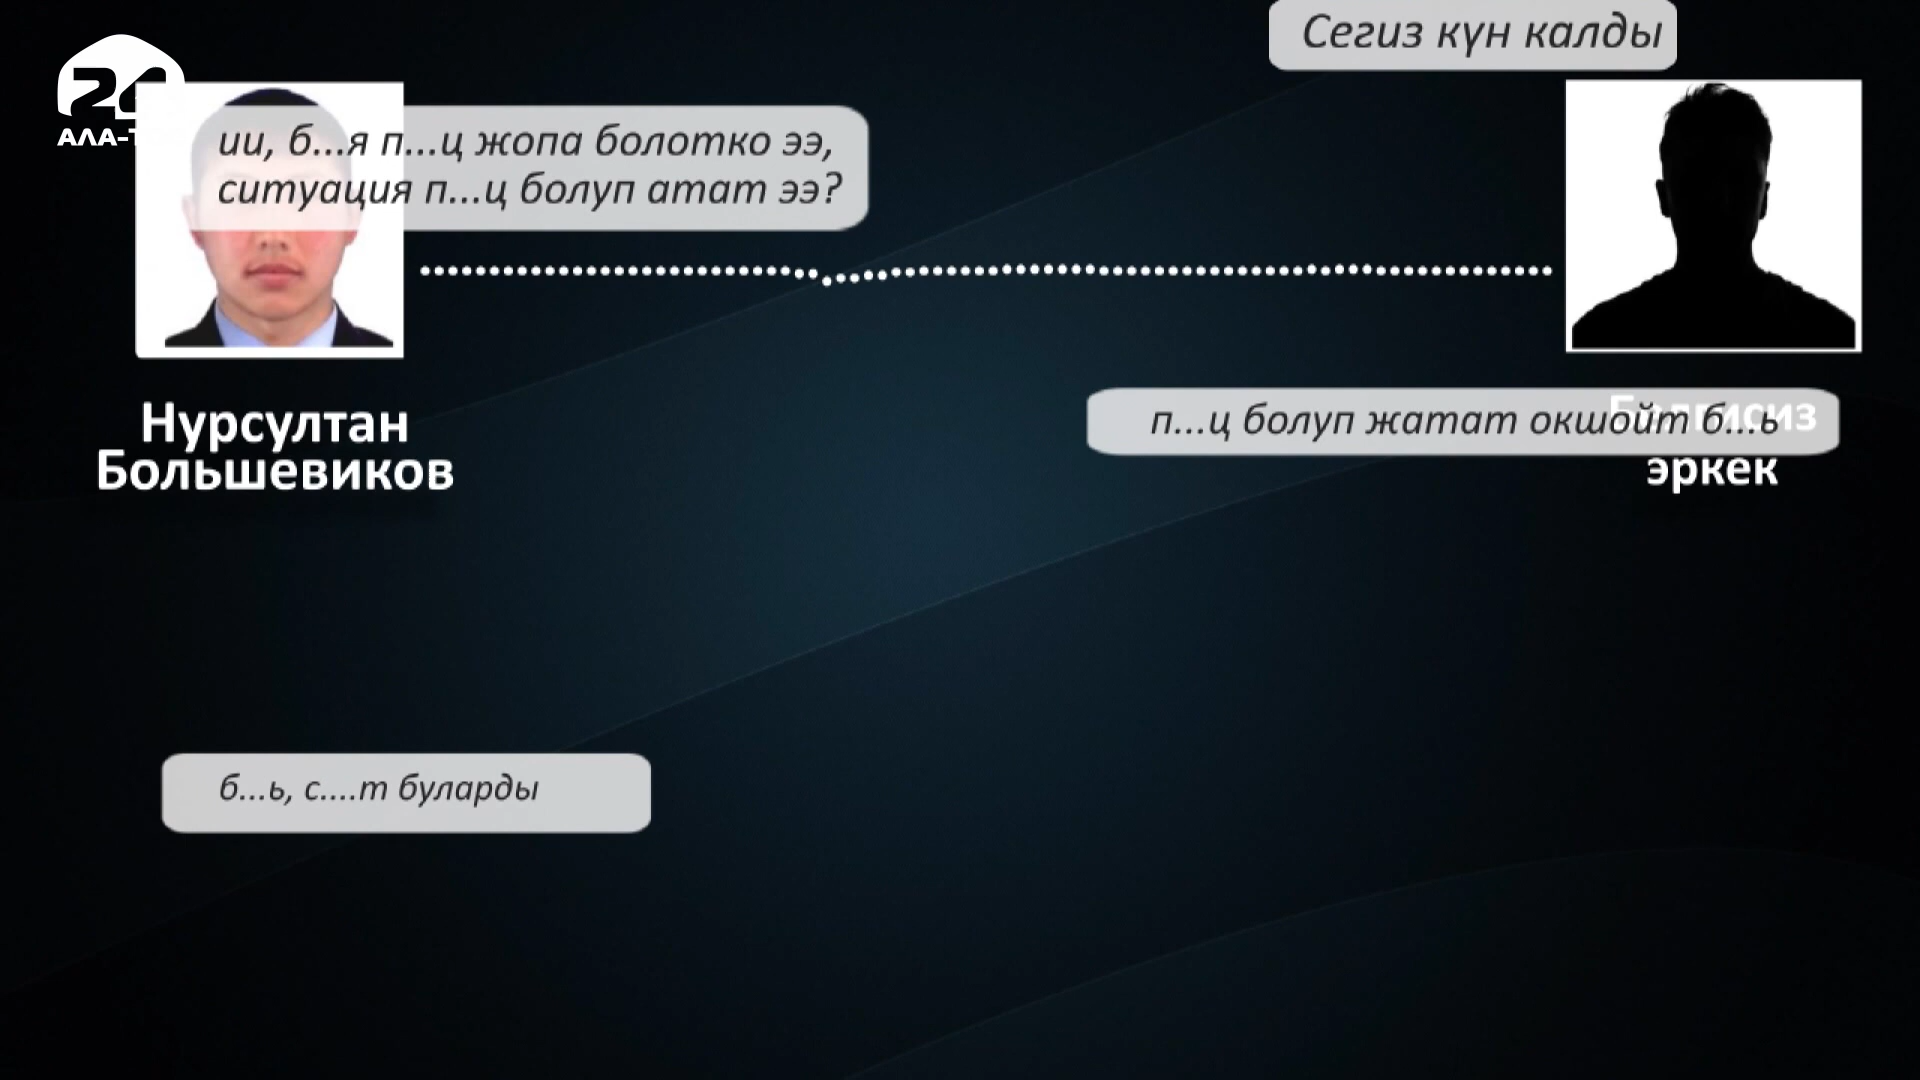 Сегиз күн калды
24
АЛА-Т
ии, б...я п...ц жопа болотко ээ,
ситуация п...ц болуп атат ээ?
Нурсултан
Большевиков
п...ц болуп жатат окшойт б...ь
Белгисиз
эркек
б...ь, с....т буларды